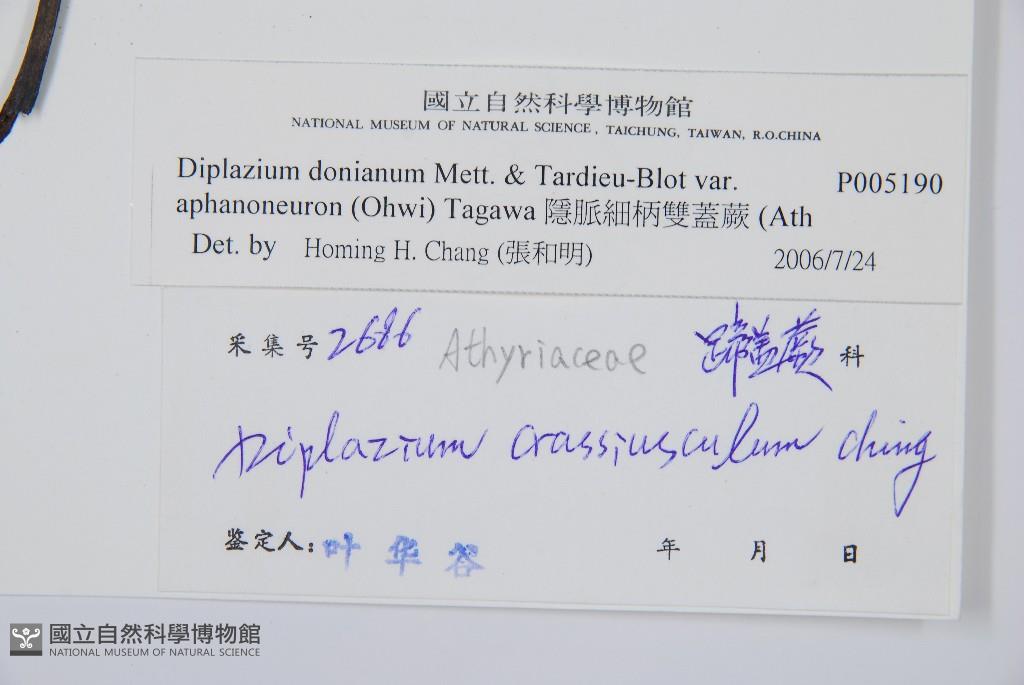 國立自然科學博物館
NATIONAL MUSEUM OF NATURAL SCIENCE, TAICHUNG, TAIWAN, R.O.CHINA
Diplazium donianum Mett. & Tardieu-Blot var. P005190
aphanoneuron (Ohwi) Tagawa 隱脈細柄雙蓋蕨 (Ath
Det. by Homing H. Chang (張和明) 2006/7/24
采集号 2686 Athyriaceae 蹄盖蕨 科
Diplazium crassiusculum Ching
鉴定人: 叶华谷 年 月 日
國立自然科學博物館
NATIONAL MUSEUM OF NATURAL SCIENCE